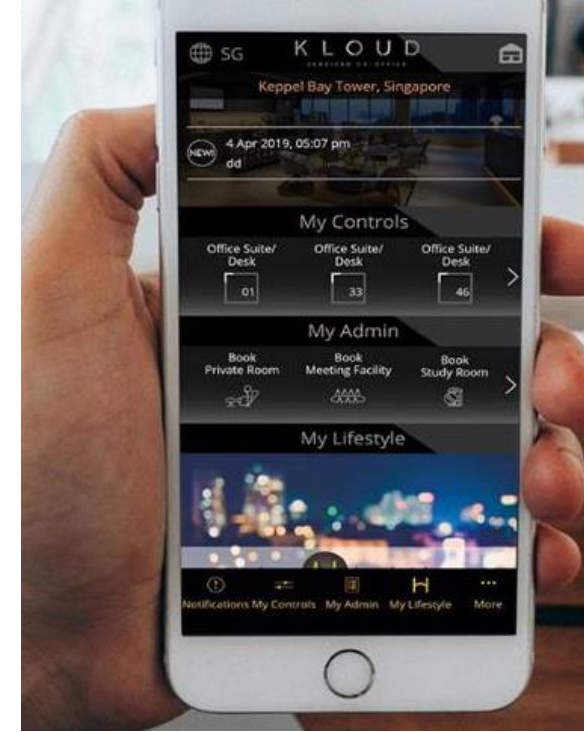 SG
KLOUD
SERVICED CO-OFFICE
Keppel Bay Tower, Singapore
NEW!
4 Apr 2019, 05:07 pm
dd
My Controls
Office Suite/
Desk
01
Office Suite/
Desk
33
Office Suite/
Desk
46
My Admin
Book
Private Room
Book
Meeting Facility
Book
Study Room
My Lifestyle
Notifications My Controls My Admin My Lifestyle More